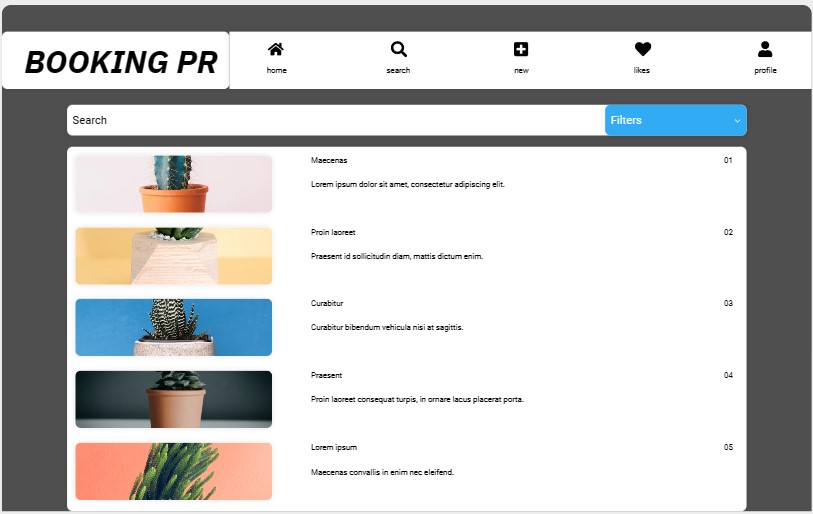 BOOKING PR
home
search
new
likes
profile
Search
Filters
Maecenas
01
Lorem ipsum dolor sit amet, consectetur adipiscing elit.
Proin laoreet
02
Praesent id sollicitudin diam, mattis dictum enim.
Curabitur
03
Curabitur bibendum vehicula nisi at sagittis.
Praesent
04
Proin laoreet consequat turpis, in ornare lacus placerat porta.
Lorem ipsum
05
Maecenas convallis in enim nec eleifend.